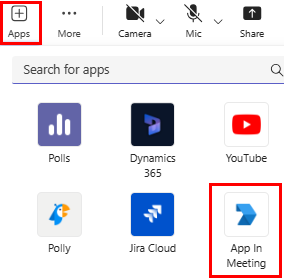 Apps More Camera Mic Share
Search for apps
Polls Dynamics YouTube
365
Polly Jira Cloud App In
Meeting